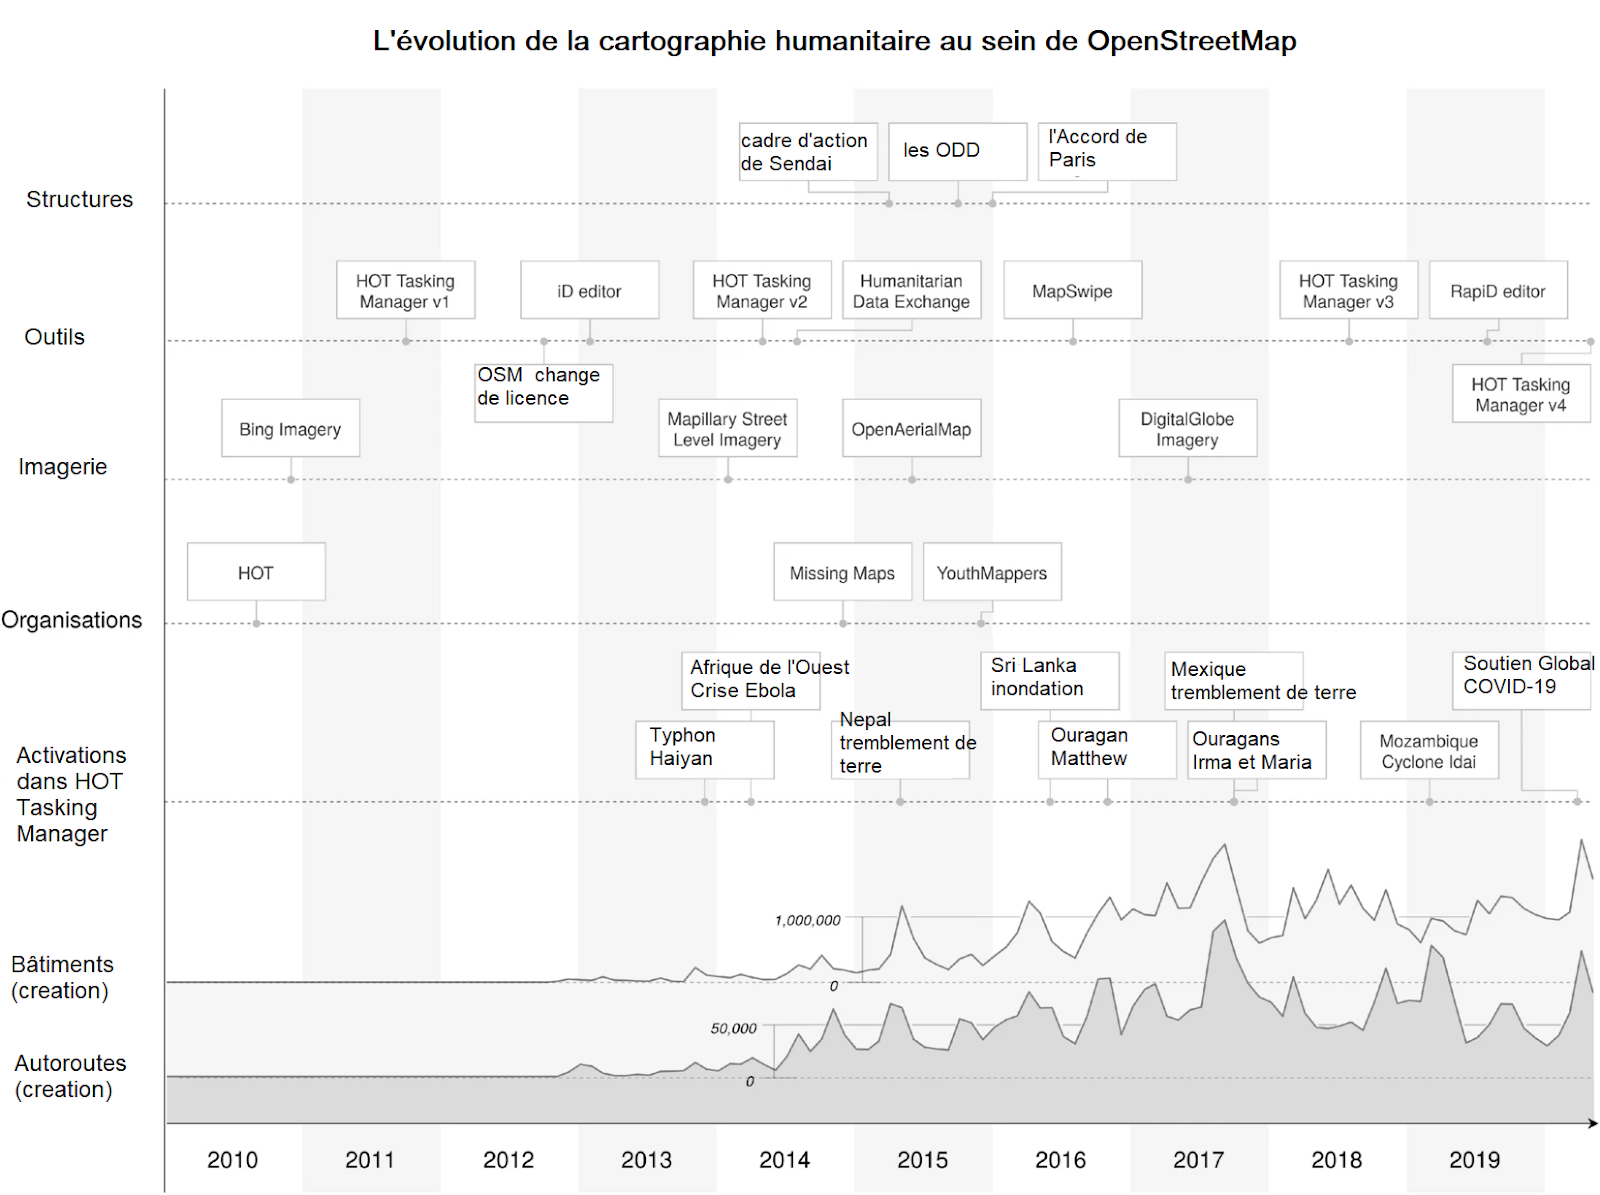 L'évolution de la cartographie humanitaire au sein de OpenStreetMap
cadre d'action
de Sendai
les ODD
l'Accord de
Paris
Structures
HOT Tasking
Manager v1
iD editor
HOT Tasking
Manager v2
Humanitarian
Data Exchange
MapSwipe
HOT Tasking
Manager v3
RapiD editor
Outils
OSM change
de licence
HOT Tasking
Manager v4
Bing Imagery
Mapillary Street
Level Imagery
OpenAerialMap
DigitalGlobe
Imagery
Imagerie
HOT
Missing Maps
YouthMappers
Organisations
Afrique de l'Ouest
Crise Ebola
Sri Lanka
inondation
Mexique
tremblement de terre
Soutien Global
COVID-19
Typhon
Haiyan
Nepal
tremblement de
terre
Ouragan
Matthew
Ouragans
Irma et Maria
Mozambique
Cyclone Idai
Activations
dans HOT
Tasking
Manager
1,000,000
0
Bâtiments
(creation)
50,000
0
Autoroutes
(creation)
2010 2011 2012 2013 2014 2015 2016 2017 2018 2019